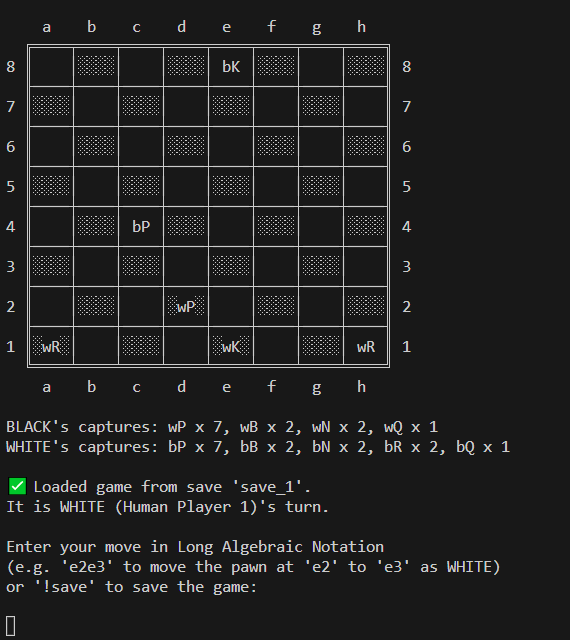 a b c d e f g h
8 bK 8
7 7
6 6
5 5
4 bP 4
3 3
2 wP 2
1 wR wK wR 1
a b c d e f g h
BLACK's captures: wP x 7, wB x 2, wN x 2, wQ x 1
WHITE's captures: bP x 7, bB x 2, bN x 2, bR x 2, bQ x 1
✅ Loaded game from save 'save_1'.
It is WHITE (Human Player 1)'s turn.
Enter your move in Long Algebraic Notation
(e.g. 'e2e3' to move the pawn at 'e2' to 'e3' as WHITE)
or '!save' to save the game: